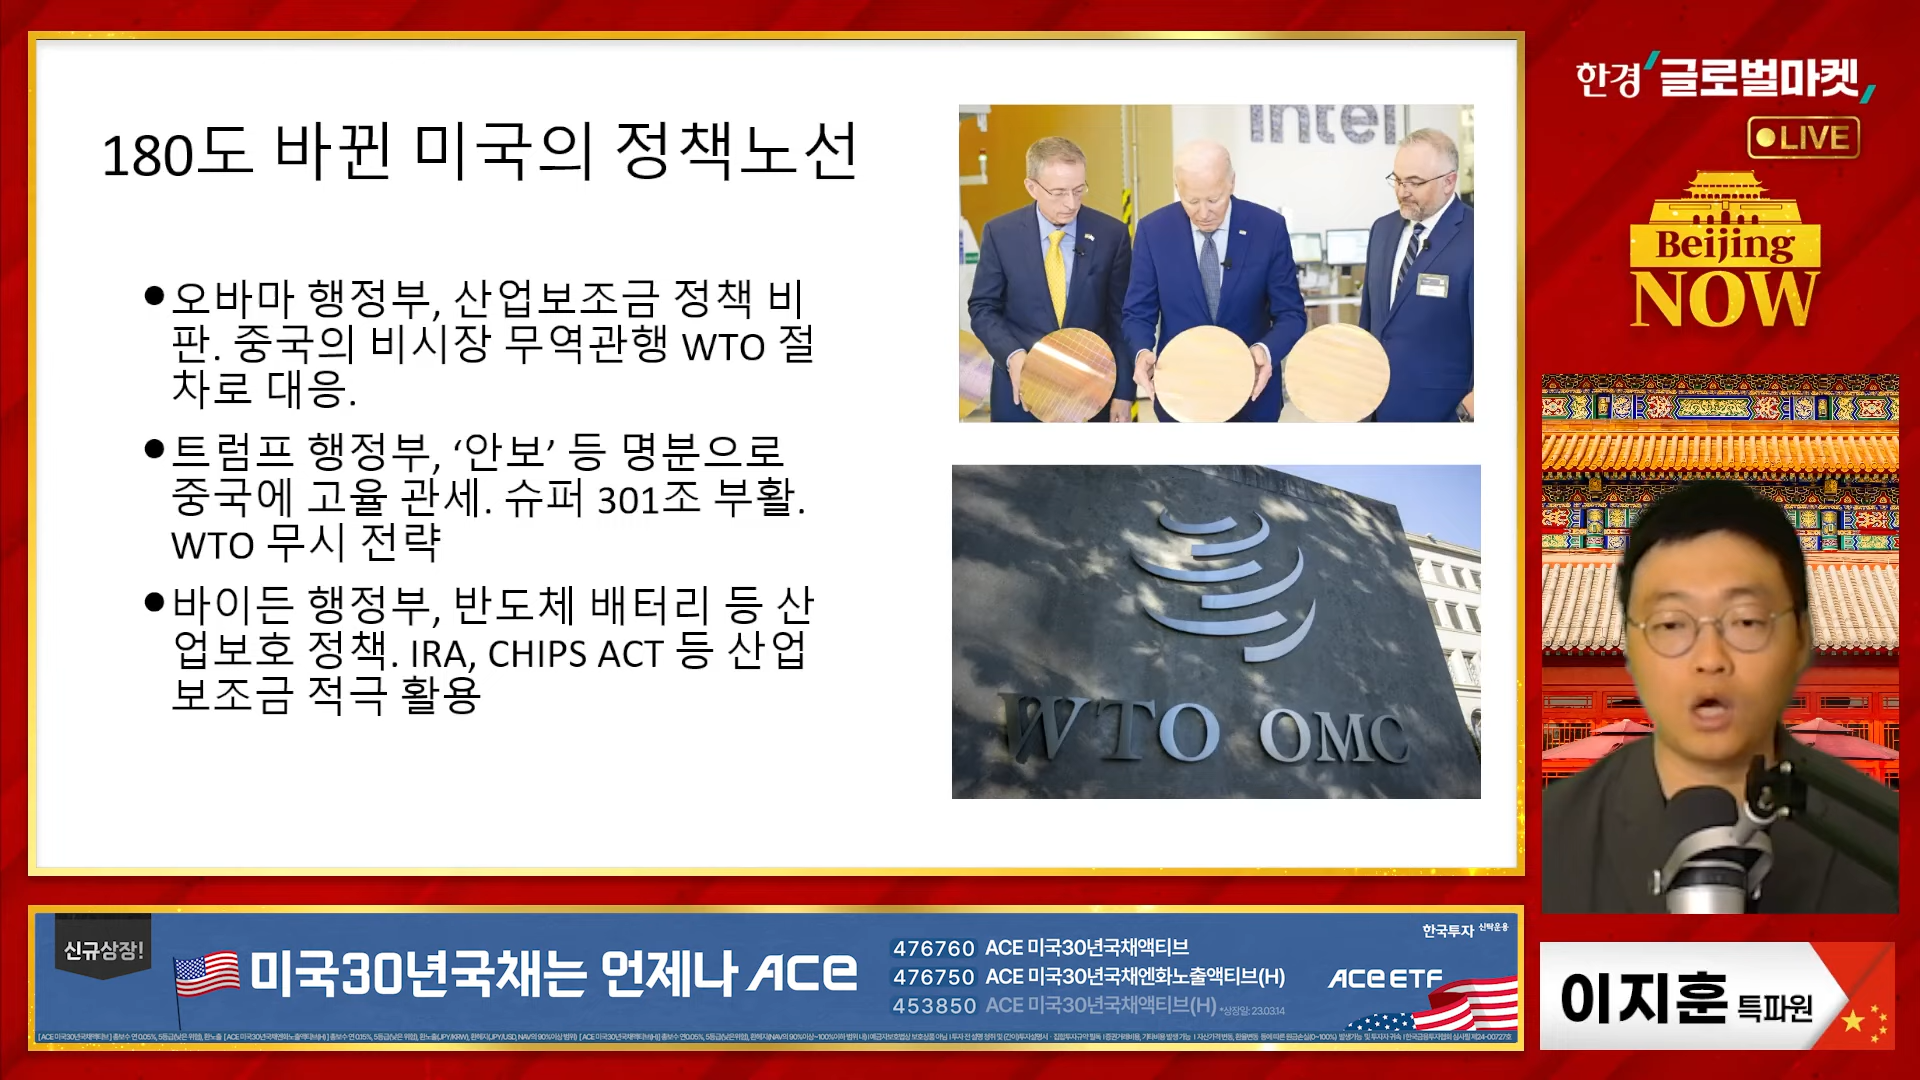 180도 바뀐 미국의 정책노선
●오바마 행정부, 산업보조금 정책 비
판. 중국의 비시장 무역관행 WTO 절
차로 대응.
●트럼프 행정부, ‘안보’ 등 명분으로
중국에 고율 관세. 슈퍼 301조 부활.
WTO 무시 전략
●바이든 행정부, 반도체 배터리 등 산
업보호 정책. IRA, CHIPS ACT 등 산업
보조금 적극 활용
intel
WTO OMC
한경 글로벌마켓
LIVE
Beijing
NOW
이지훈 특파원
신규상장!
미국30년국채는 언제나 ACE
476760 ACE 미국30년국채액티브
476750 ACE 미국30년국채엔화노출액티브(H)
453850 ACE 미국30년국채액티브(H) *상장일: 23.03.14
한국투자 신탁운용
ACE ETF